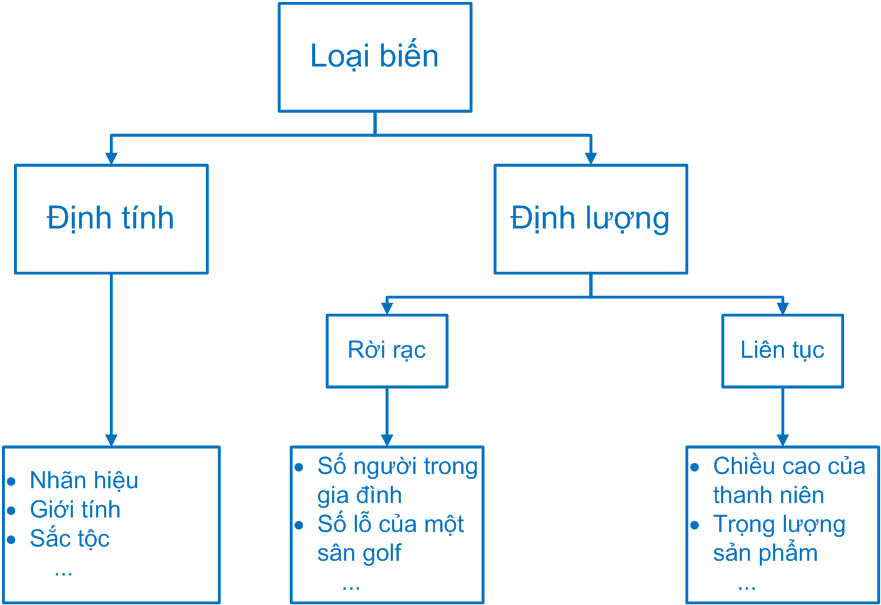 Loại biến
Định tính
Định lượng
Rời rạc
Liên tục
• Nhãn hiệu
• Giới tính
• Sắc tộc
...
• Số người trong
gia đình
• Số lỗ của một
sân golf
...
• Chiều cao của
thanh niên
• Trọng lượng
sản phẩm
...